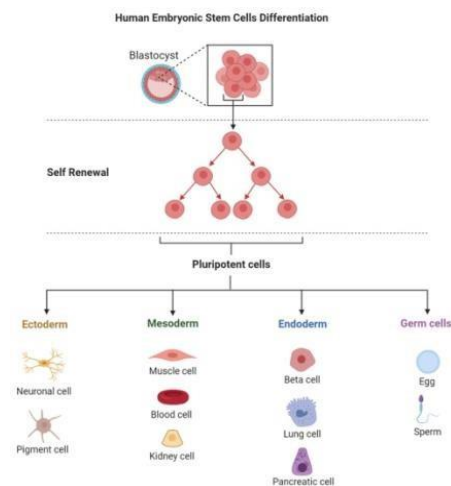 Human Embryonic Stem Cells Differentiation
Blastocyst
Self Renewal
Pluripotent cells
Ectoderm
Mesoderm
Endoderm
Germ cells
Neuronal cell
Muscle cell
Beta cell
Egg
Pigment cell
Blood cell
Lung cell
Sperm
Kidney cell
Pancreatic cell